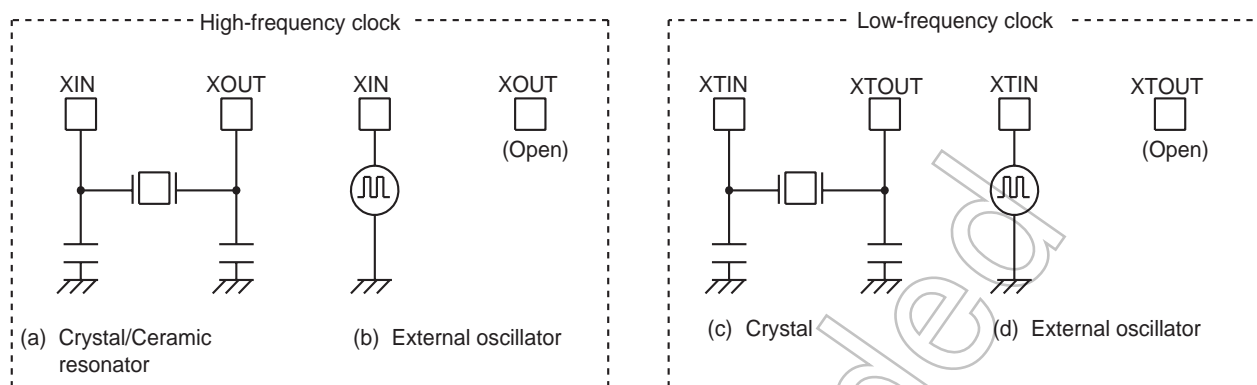 High-frequency clock
Low-frequency clock
XIN XOUT XIN XOUT
XTIN XTOUT XTIN XTOUT
(Open)
(Open)
(a) Crystal/Ceramic
resonator
(b) External oscillator
(c) Crystal
(d) External oscillator
ded